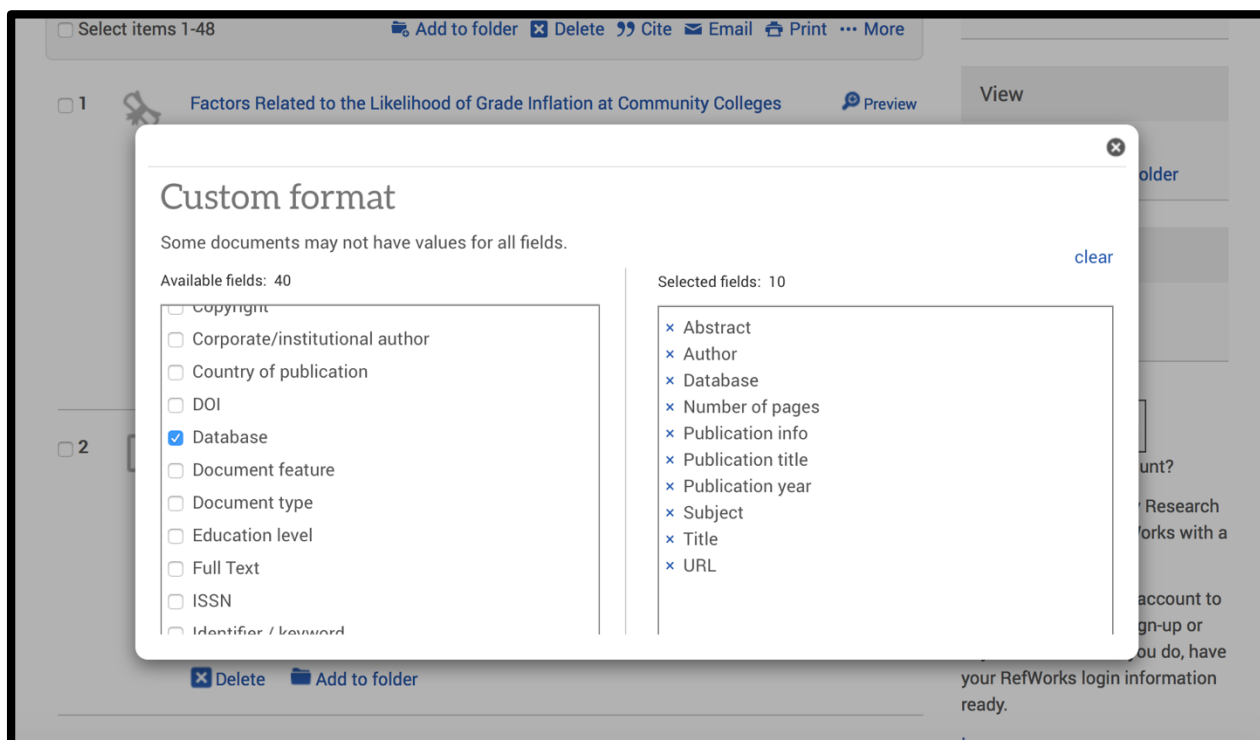 Select items 1-48
Add to folder Delete Cite Email Print ··· More
1
Factors Related to the Likelihood of Grade Inflation at Community Colleges
Preview
View
older
Custom format
Some documents may not have values for all fields.
clear
Available fields: 40
Copyright
Corporate/institutional author
Country of publication
DOI
Database
Document feature
Document type
Education level
Full Text
ISSN
Identifier / keyword
Selected fields: 10
× Abstract
× Author
× Database
× Number of pages
× Publication info
× Publication title
× Publication year
× Subject
× Title
× URL
2
unt?
Research
orks with a
account to
gn-up or
you do, have
your RefWorks login information
ready.
Delete Add to folder